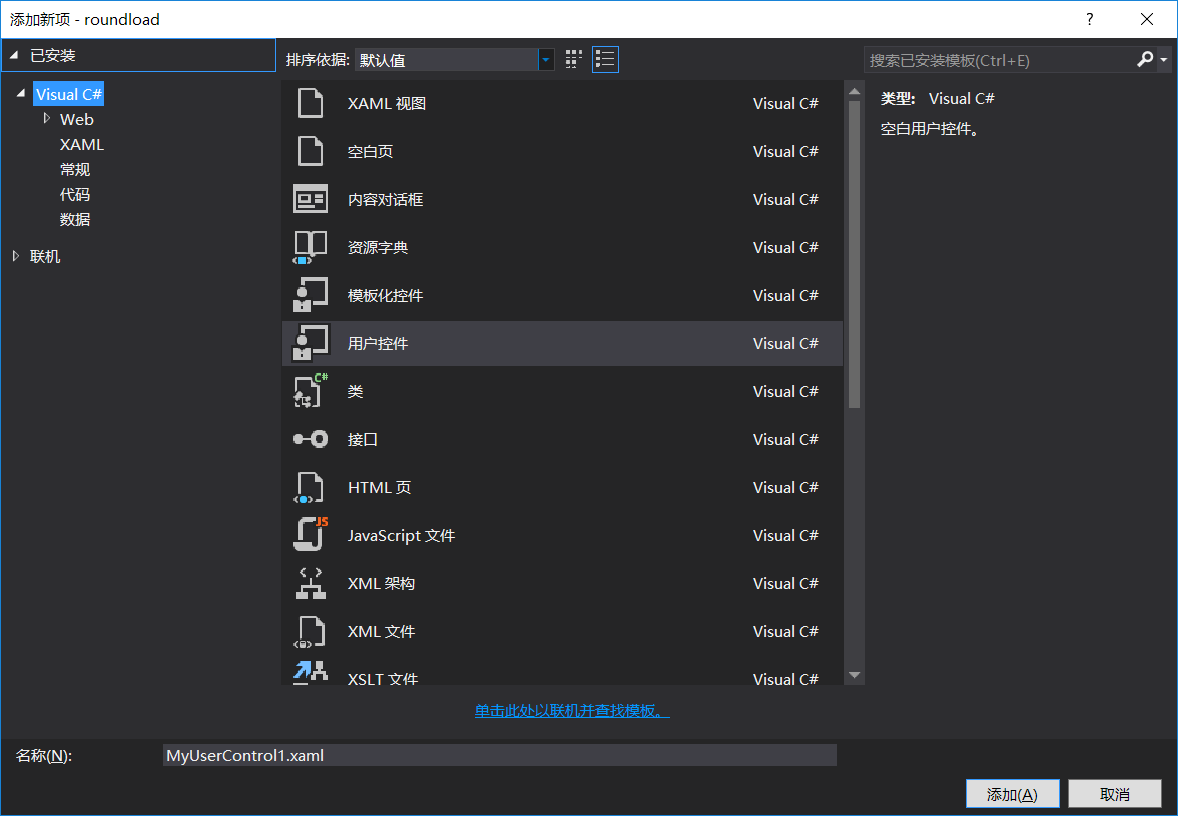 添加新项 - roundload
?
已安装
排序依据: 默认值
搜索已安装模板(Ctrl+E)
Visual C#
Web
XAML
常规
代码
数据
联机
XAML 视图 Visual C#
空白页 Visual C#
内容对话框 Visual C#
资源字典 Visual C#
模板化控件 Visual C#
用户控件 Visual C#
C#
类 Visual C#
接口 Visual C#
HTML 页 Visual C#
JS
JavaScript 文件 Visual C#
XML 架构 Visual C#
XML 文件 Visual C#
XSLT 文件 Visual C#
单击此处以联机并查找模板。
类型: Visual C#
空白用户控件。
名称(N): MyUserControl1.xaml
添加(A) 取消